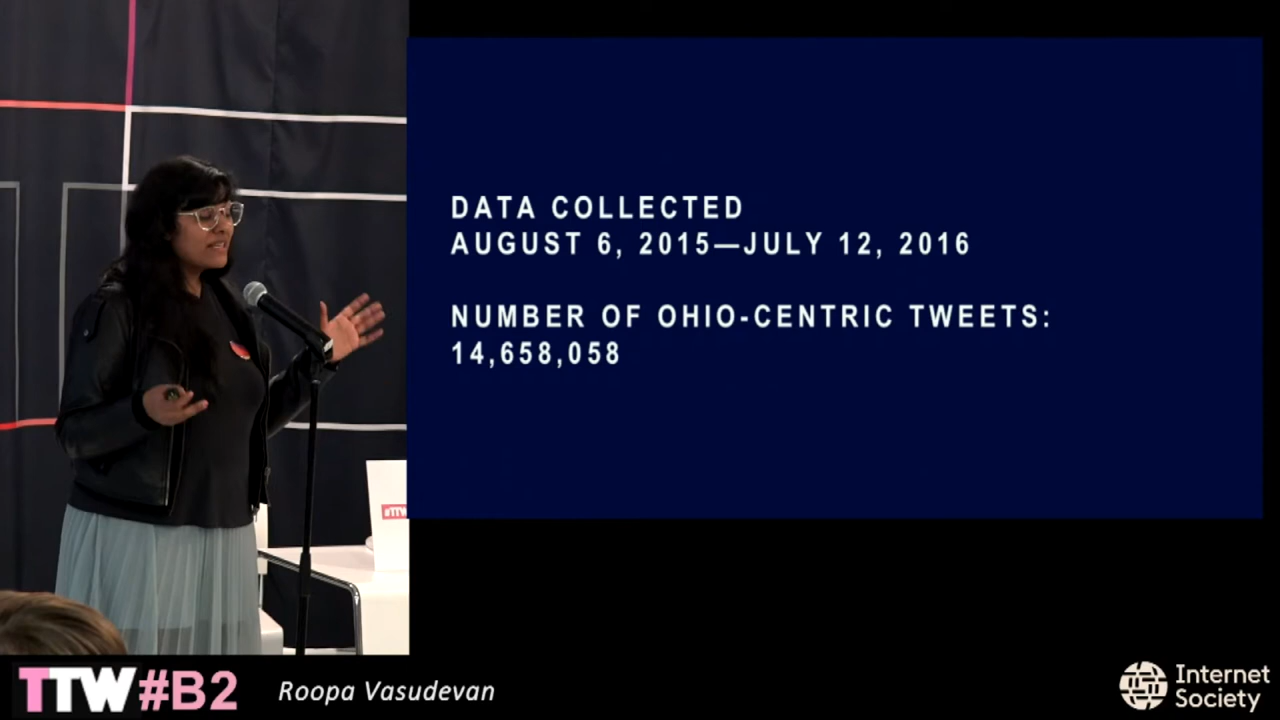 DATA COLLECTED
AUGUST 6, 2015—JULY 12, 2016
NUMBER OF OHIO-CENTRIC TWEETS:
14,658,058
#TTW
TTW#B2
Roopa Vasudevan
Internet
Society